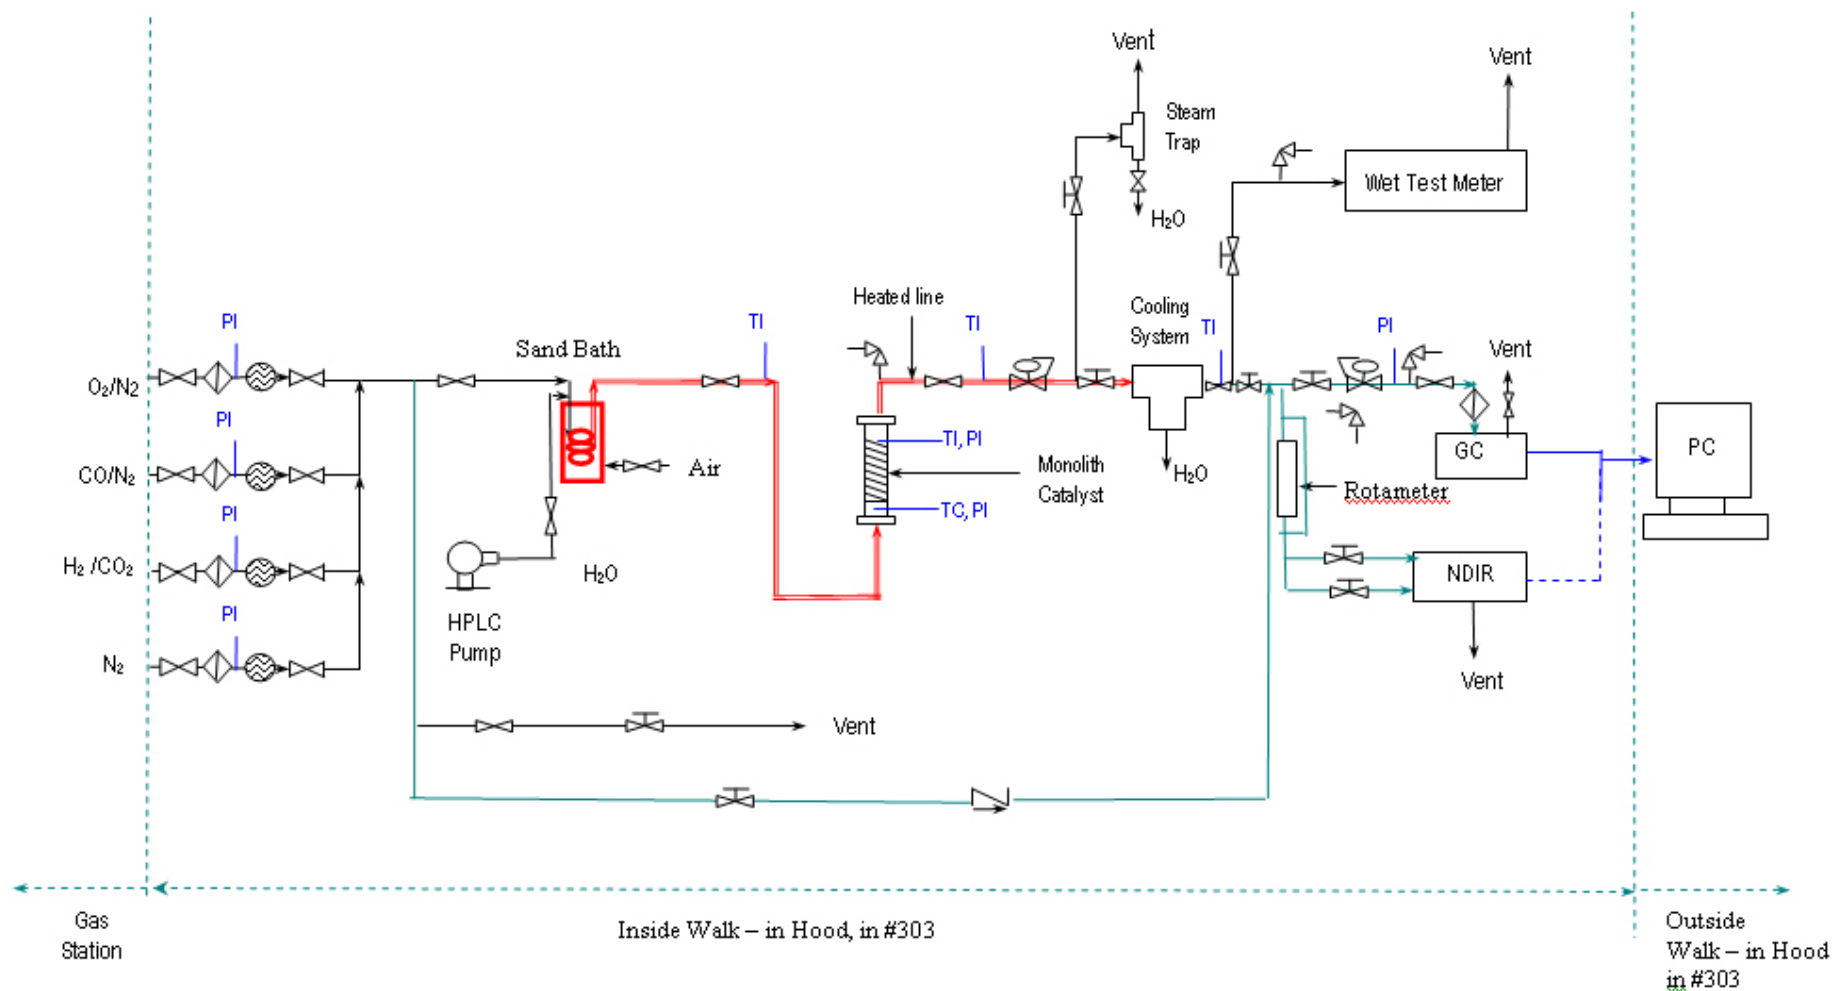 Vent
Vent
Steam
Trap
Wet Test Meter
H₂O
Heated line
Cooling
System
PI
Sand Bath
TI
TI
TI
PI
Vent
O₂/N₂
PI
CO/N₂
Air
TI, PI
Monolith
Catalyst
H₂O
GC
PC
Rotameter
PI
TC, PI
H₂ /CO₂
H₂O
NDIR
PI
HPLC
Pump
N₂
Vent
Vent
Gas
Station
Inside Walk – in Hood, in #303
Outside
Walk – in Hood
in #303